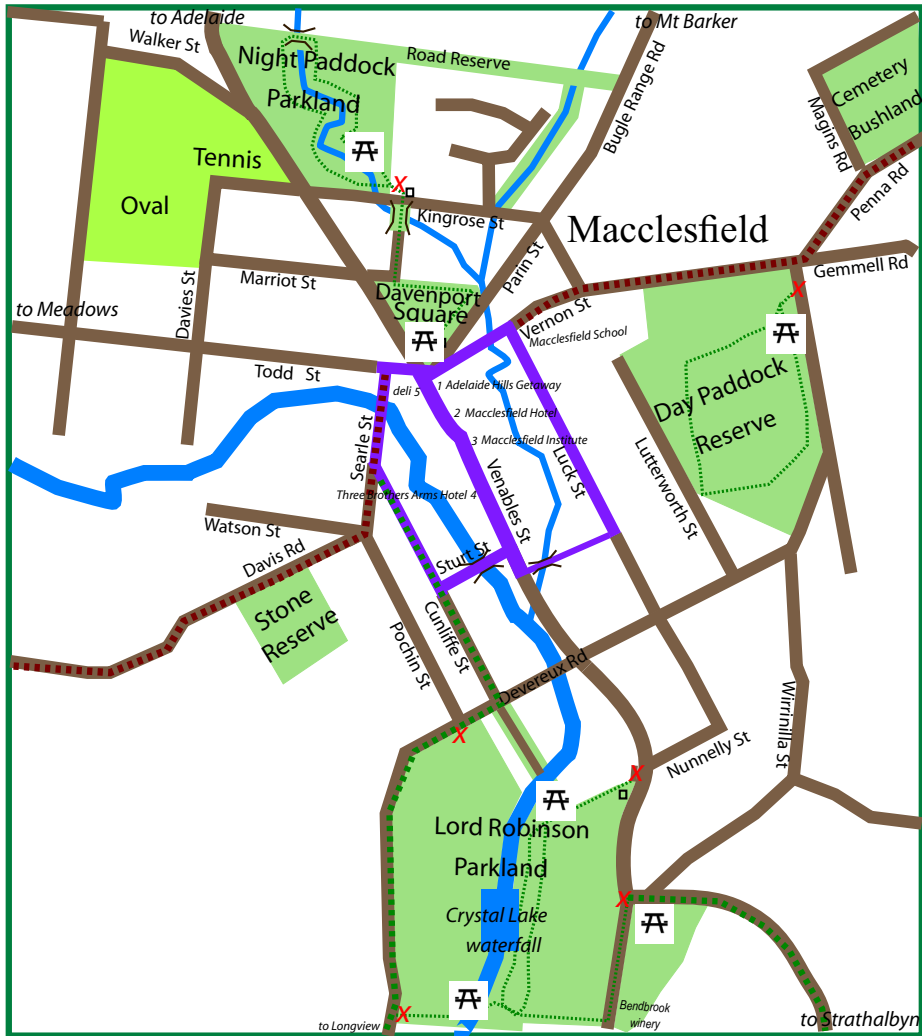 to Adelaide
to Mt Barker
Walker St
Night Paddock
Parkland
Road Reserve
Bugle Range Rd
Cemetery
Bushland
Magins Rd
Penna Rd
Tennis
Oval
X
Kingrose St
Macclesfield
Gemmell Rd
Marriot St
Davies St
Parin St
Davenport
Square
X
to Meadows
Vernon St
Macclesfield School
Todd St
deli 5
1 Adelaide Hills Getaway
2 Macclesfield Hotel
3 Macclesfield Institute
Day Paddock
Reserve
Searle St
Three Brothers Arms Hotel 4
Venables St
Luck St
Lutterworth St
Watson St
Davis Rd
Sturt St
Stone
Reserve
Pochin St
Cunliffe St
Devereux Rd
Wirrinilla St
X
Nunnelly St
X
Lord Robinson
Parkland
Crystal Lake
waterfall
X
Bendbrook
winery
X
to Longview
to Strathalbyn